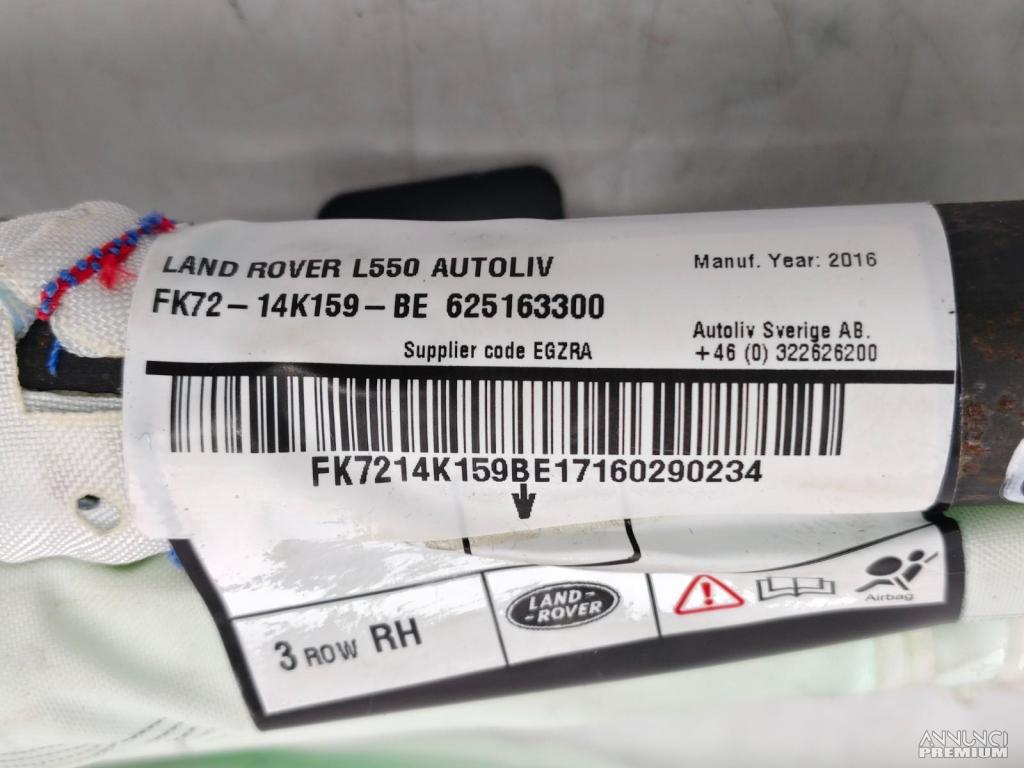 LAND ROVER L550 AUTOLIV
Manuf. Year: 2016
FK72-14K159-BE 625163300
Autoliv Sverige AB.
Supplier code EGZRA
+46 (0) 322626200
FK7214K159BE17160290234
3 ROW RH
LAND-
ROVER
Airbag
ANNUNCI
PREMIUM